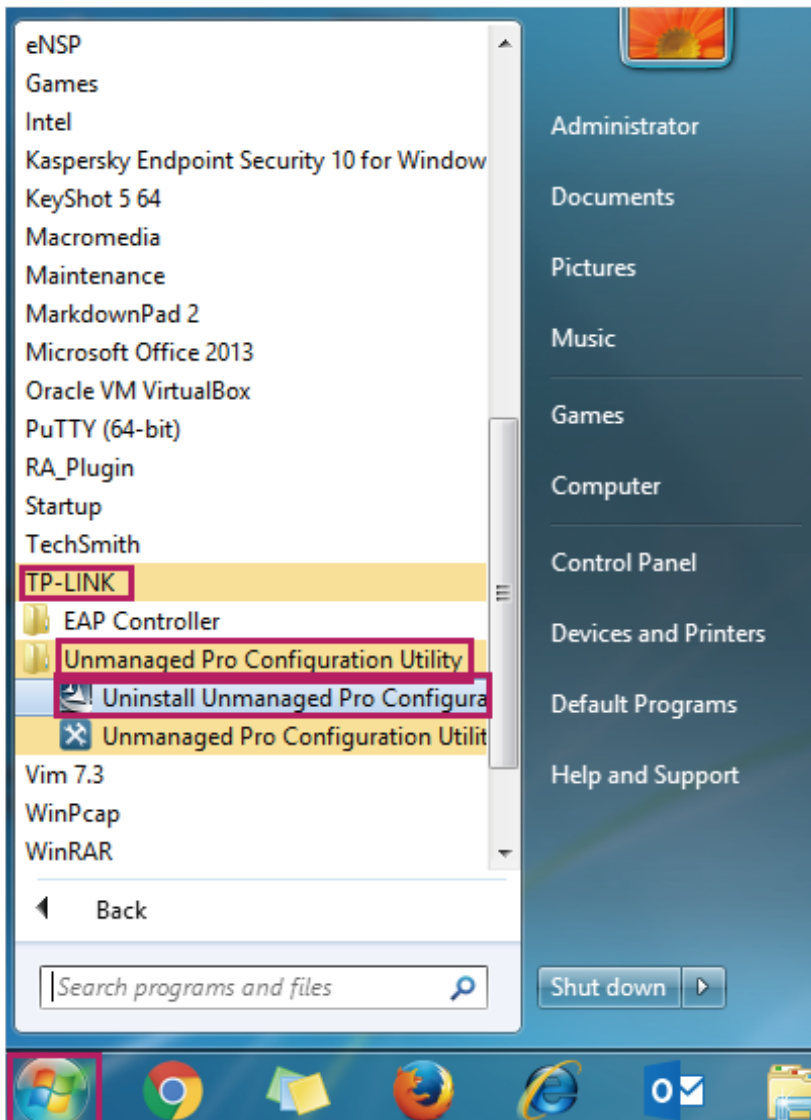 eNSP
Games
Intel
Kaspersky Endpoint Security 10 for Window
KeyShot 5 64
Macromedia
Maintenance
MarkdownPad 2
Microsoft Office 2013
Oracle VM VirtualBox
PuTTY (64-bit)
RA_Plugin
Startup
TechSmith
TP-LINK
EAP Controller
Unmanaged Pro Configuration Utility
Uninstall Unmanaged Pro Configura
Unmanaged Pro Configuration Utilit
Vim 7.3
WinPcap
WinRAR
Back
Search programs and files
Administrator
Documents
Pictures
Music
Games
Computer
Control Panel
Devices and Printers
Default Programs
Help and Support
Shut down